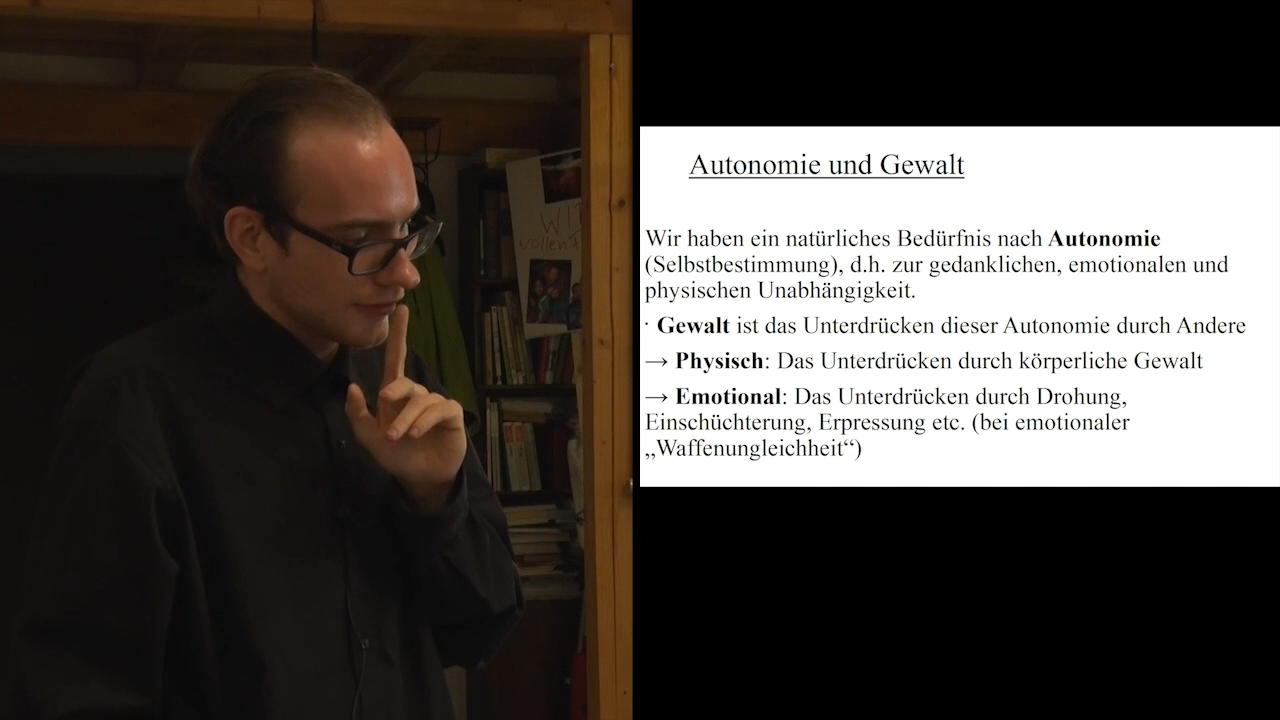 WI
vollen
Autonomie und Gewalt
Wir haben ein natürliches Bedürfnis nach Autonomie
(Selbstbestimmung), d.h. zur gedanklichen, emotionalen und
physischen Unabhängigkeit.
· Gewalt ist das Unterdrücken dieser Autonomie durch Andere
→ Physisch: Das Unterdrücken durch körperliche Gewalt
→ Emotional: Das Unterdrücken durch Drohung,
Einschüchterung, Erpressung etc. (bei emotionaler
„Waffenungleichheit“)